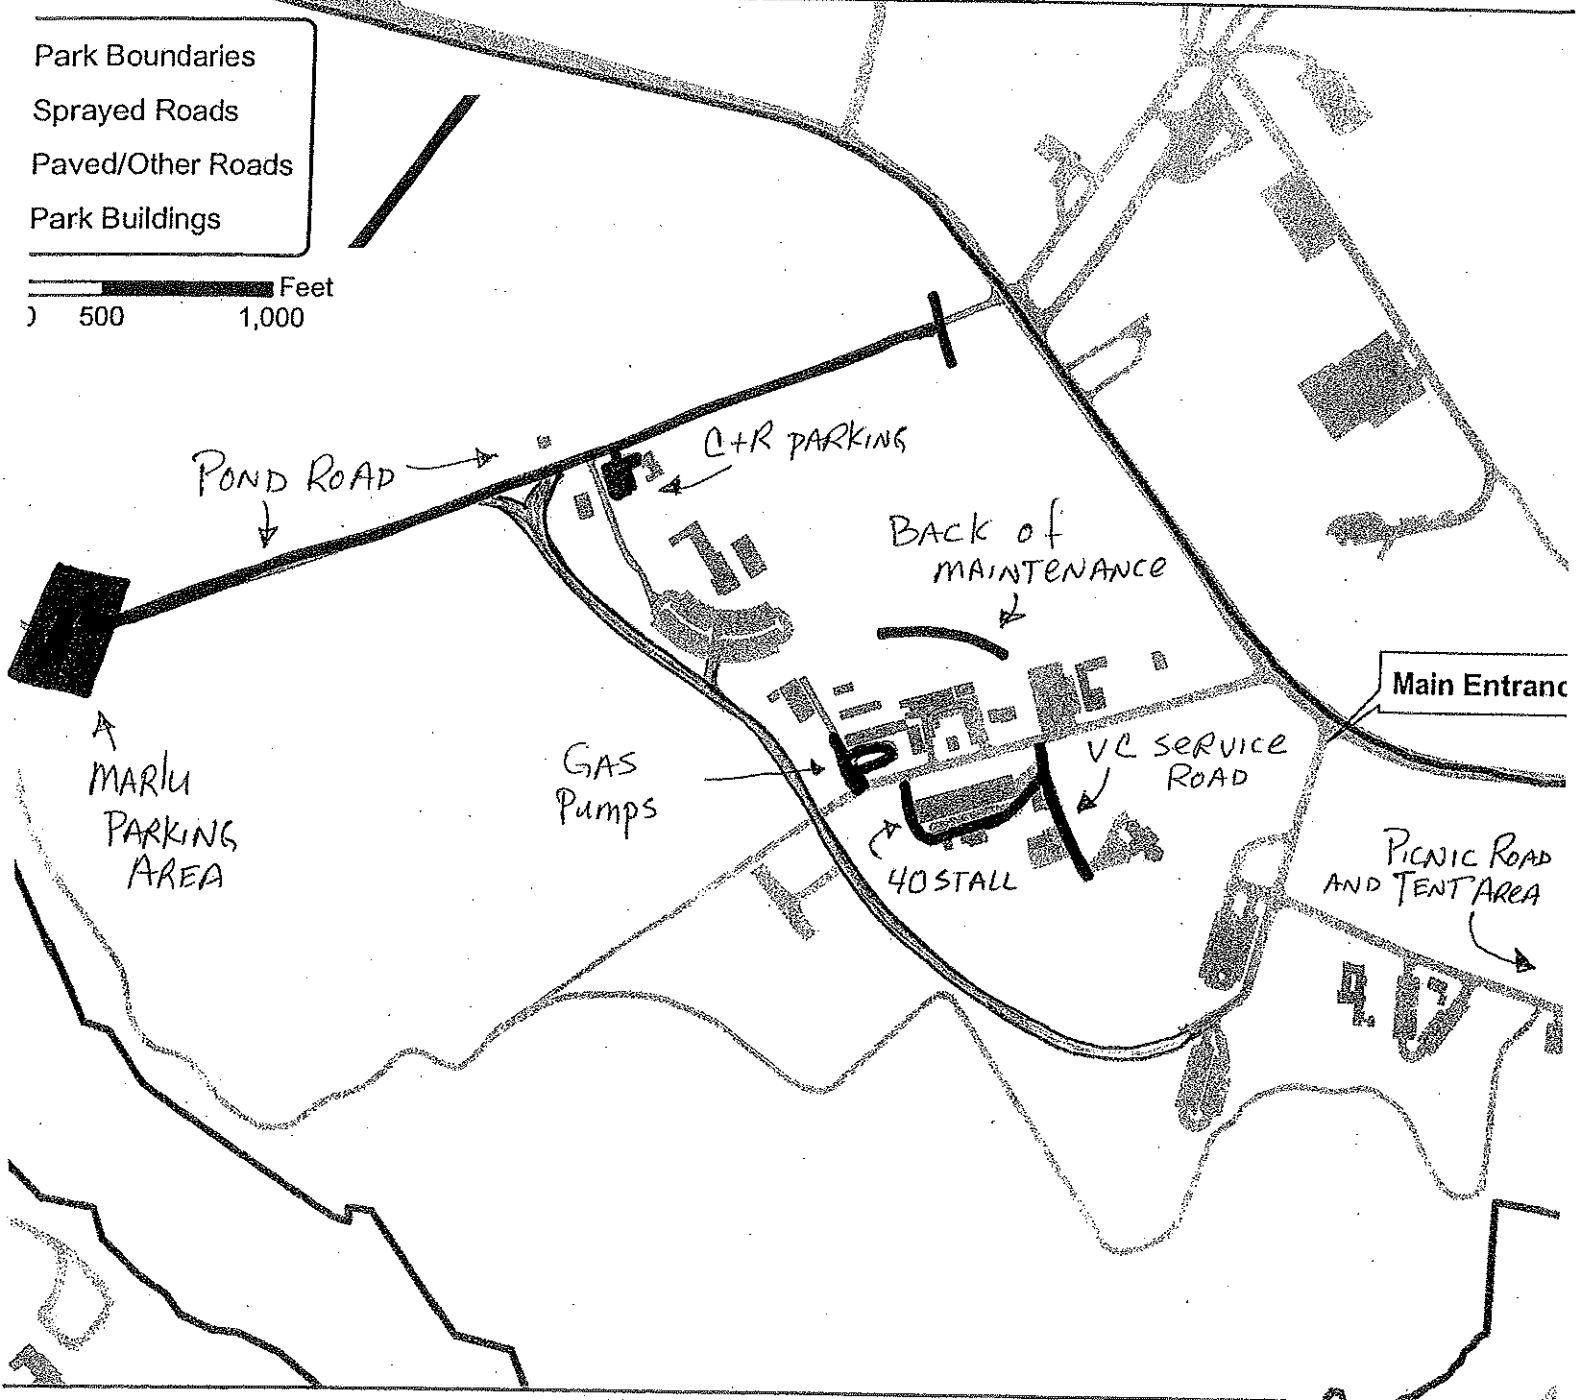 Park Boundaries
Sprayed Roads
Paved/Other Roads
Park Buildings
Feet
500 1,000
C+R PARKING
POND ROAD
BACK of
MAINTENANCE
Main Entranc
VC SERVICE
ROAD
GAS
Pumps
MARLU
PARKING
AREA
40 STALL
PICNIC ROAD
AND TENT AREA